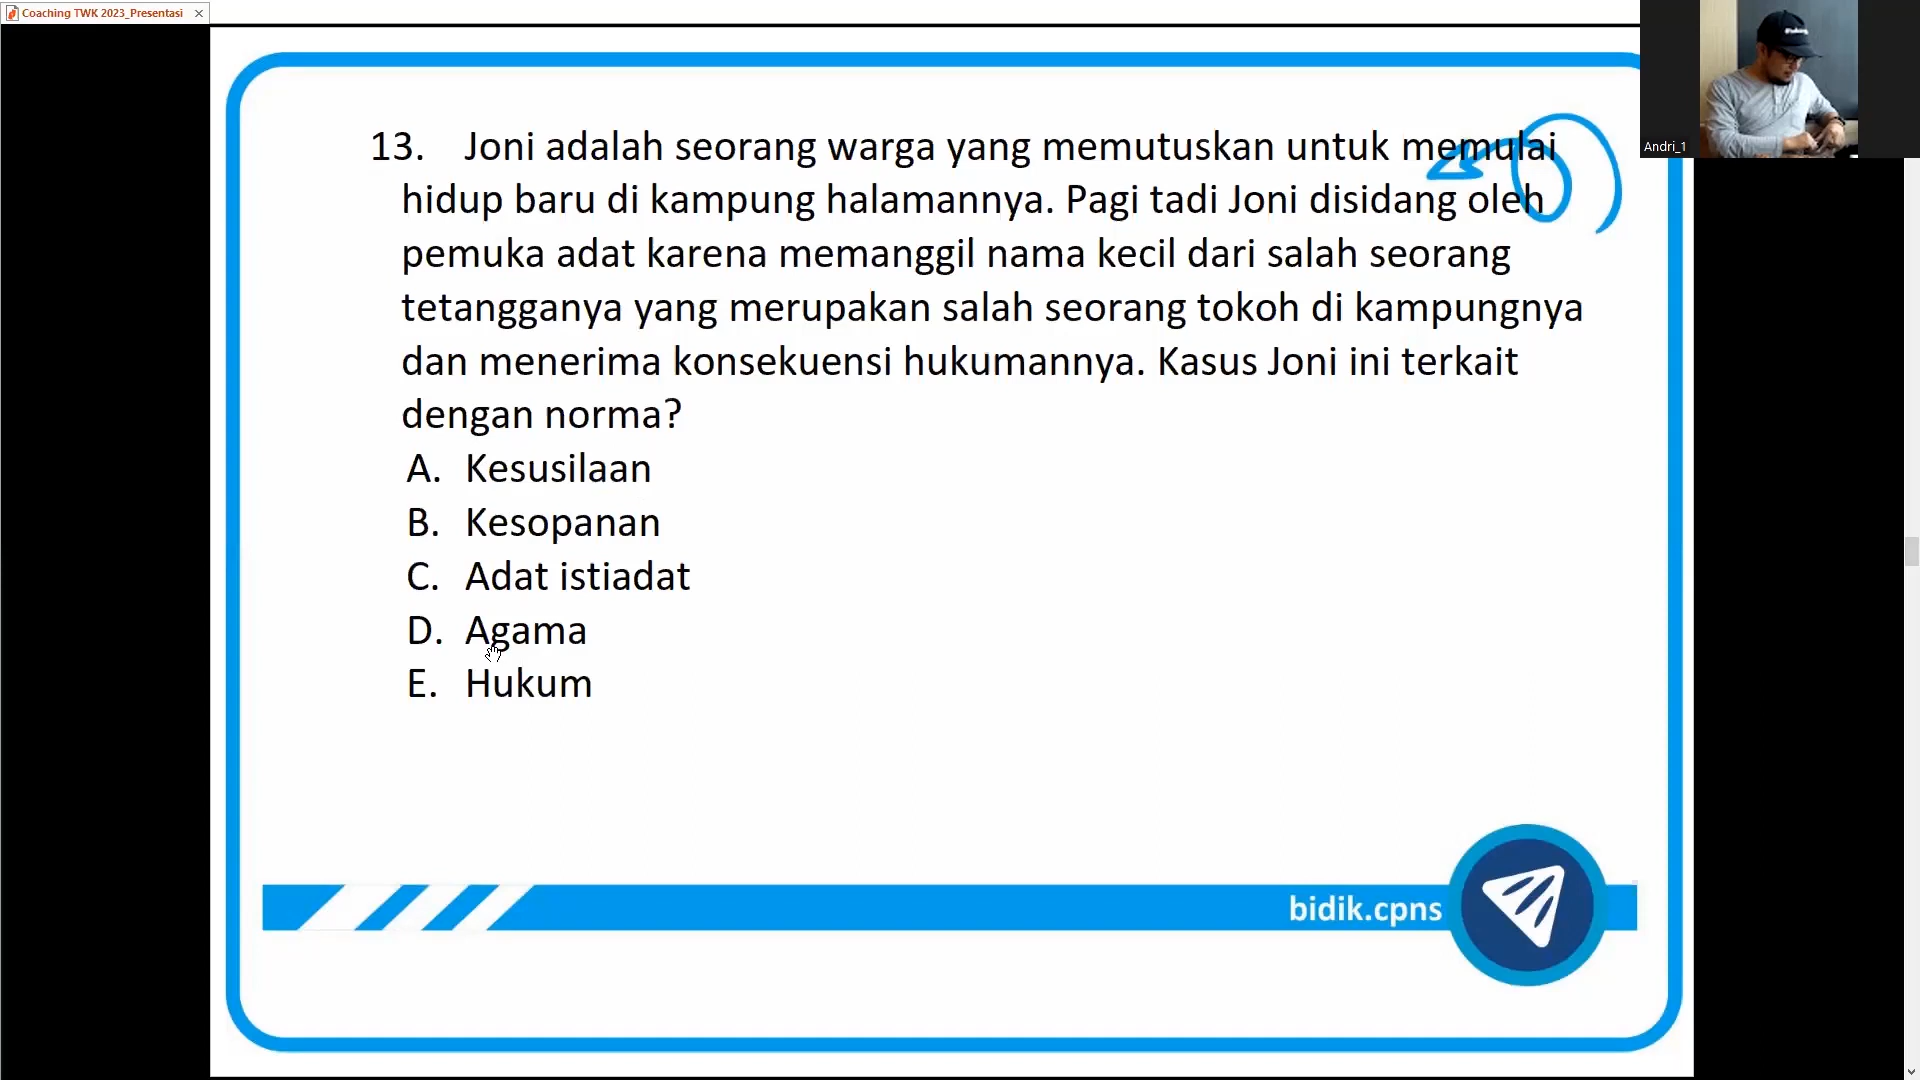 Coaching TWK 2023_Presentasi
Andri_1
13. Joni adalah seorang warga yang memutuskan untuk memulai
hidup baru di kampung halamannya. Pagi tadi Joni disidang oleh
pemuka adat karena memanggil nama kecil dari salah seorang
tetangganya yang merupakan salah seorang tokoh di kampungnya
dan menerima konsekuensi hukumannya. Kasus Joni ini terkait
dengan norma?
A. Kesusilaan
B. Kesopanan
C. Adat istiadat
D. Agama
E. Hukum
bidik.cpns